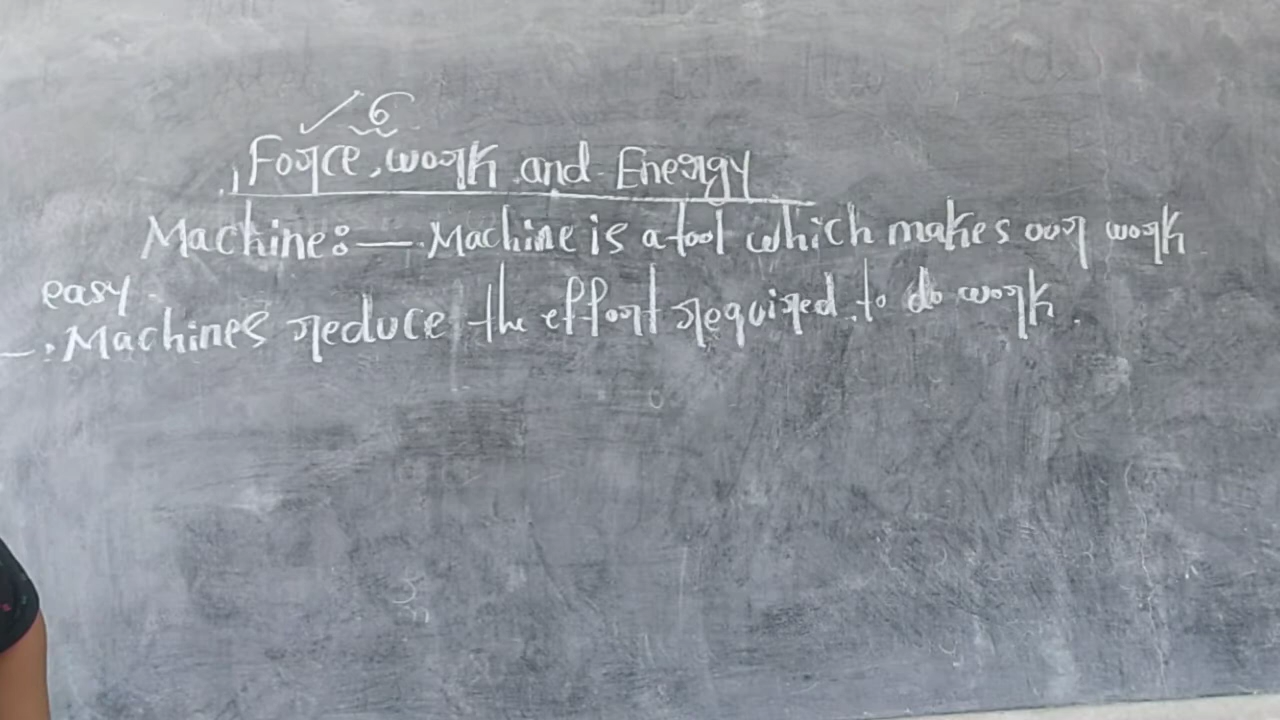 6
Force, work and Energy
Machine:— Machine is a tool which makes our work
easy
→ Machines reduce the effort required to do work.